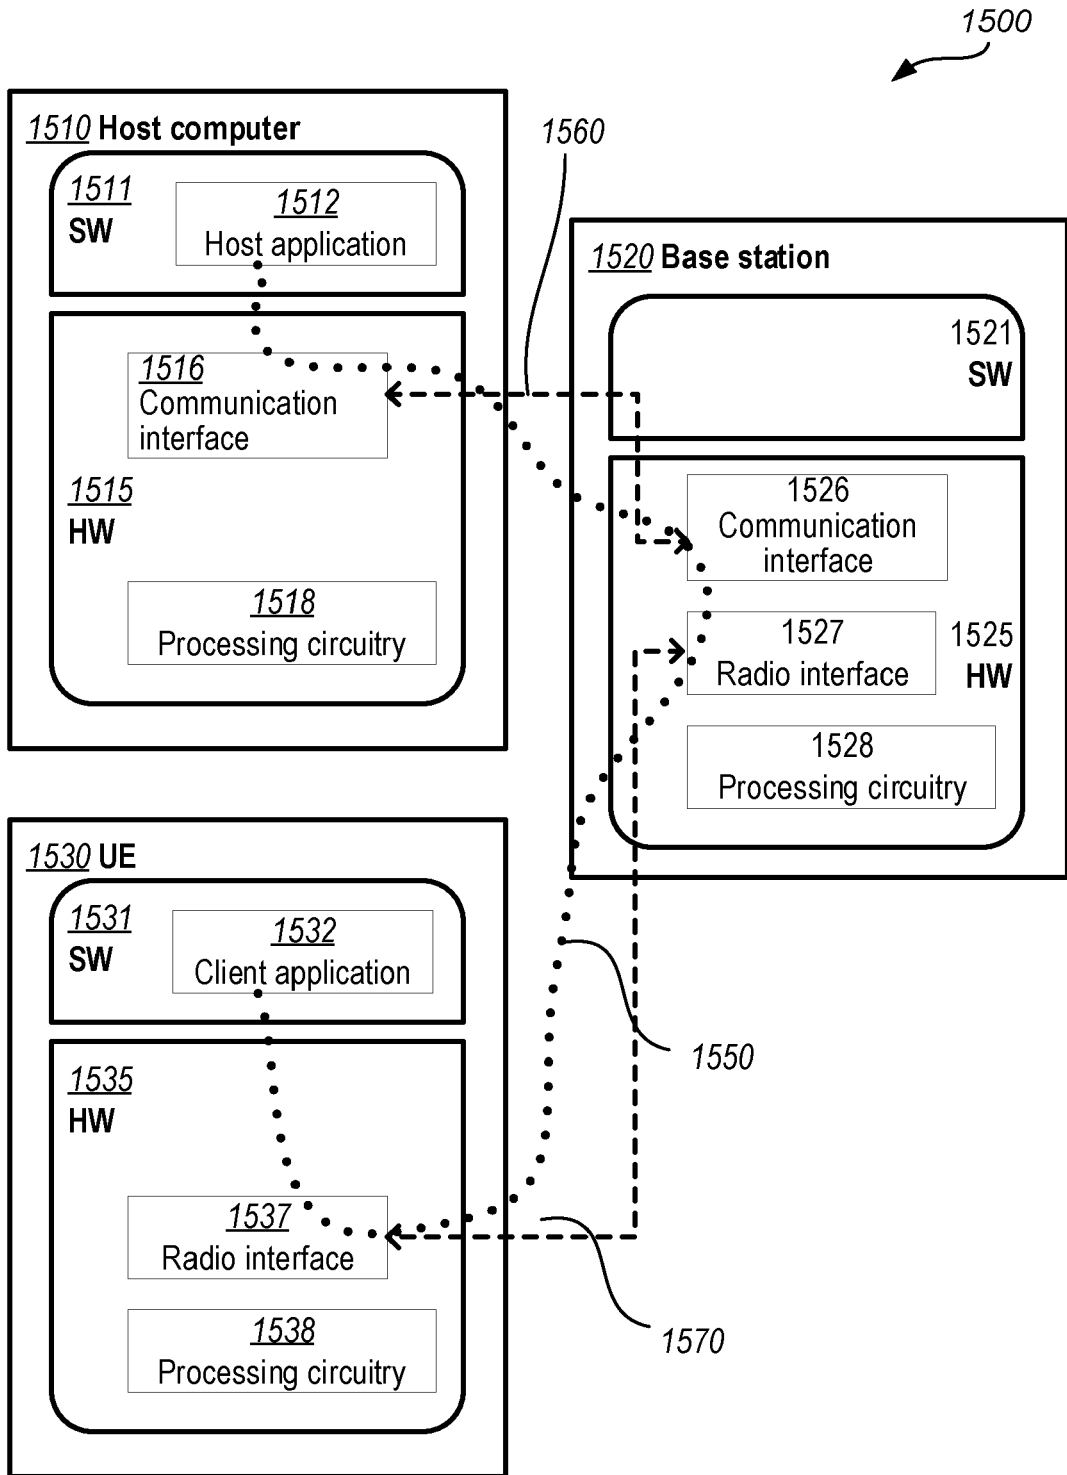 1500
1510 Host computer
1511
SW
1512
Host application
1516
Communication
interface
1515
HW
1518
Processing circuitry
1560
1520 Base station
1521
SW
1526
Communication
interface
1527
Radio interface
1525
HW
1528
Processing circuitry
1530 UE
1531
SW
1532
Client application
1535
HW
1537
Radio interface
1538
Processing circuitry
1550
1570